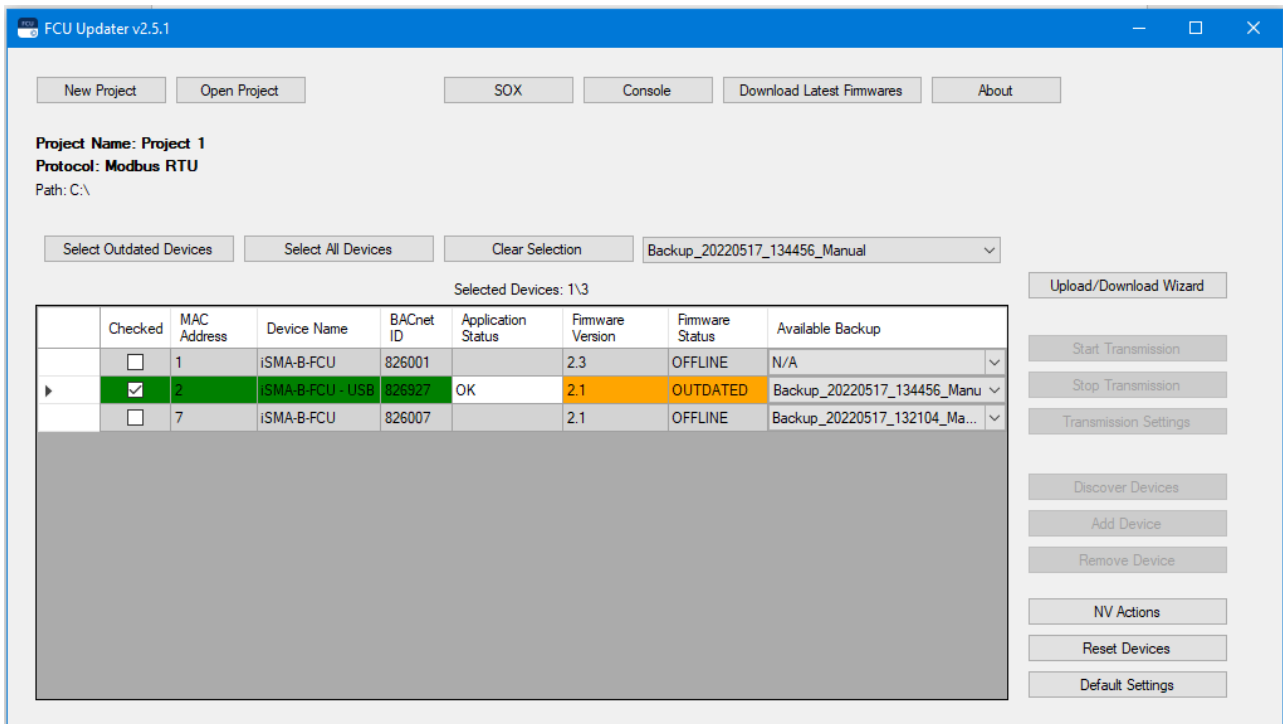 FCU Updater v2.5.1
New Project Open Project SOX Console Download Latest Firmwares About
Project Name: Project 1
Protocol: Modbus RTU
Path: C:\
Select Outdated Devices Select All Devices Clear Selection Backup_20220517_134456_Manual
Selected Devices: 1\3
Upload/Download Wizard
Checked MAC Address Device Name BACnet ID Application Status Firmware Version Firmware Status Available Backup
1 iSMA-B-FCU 826001 2.3 OFFLINE N/A
2 iSMA-B-FCU - USB 826927 OK 2.1 OUTDATED Backup_20220517_134456_Manu
7 iSMA-B-FCU 826007 2.1 OFFLINE Backup_20220517_132104_Ma...
Start Transmission
Stop Transmission
Transmission Settings
Discover Devices
Add Device
Remove Device
NV Actions
Reset Devices
Default Settings